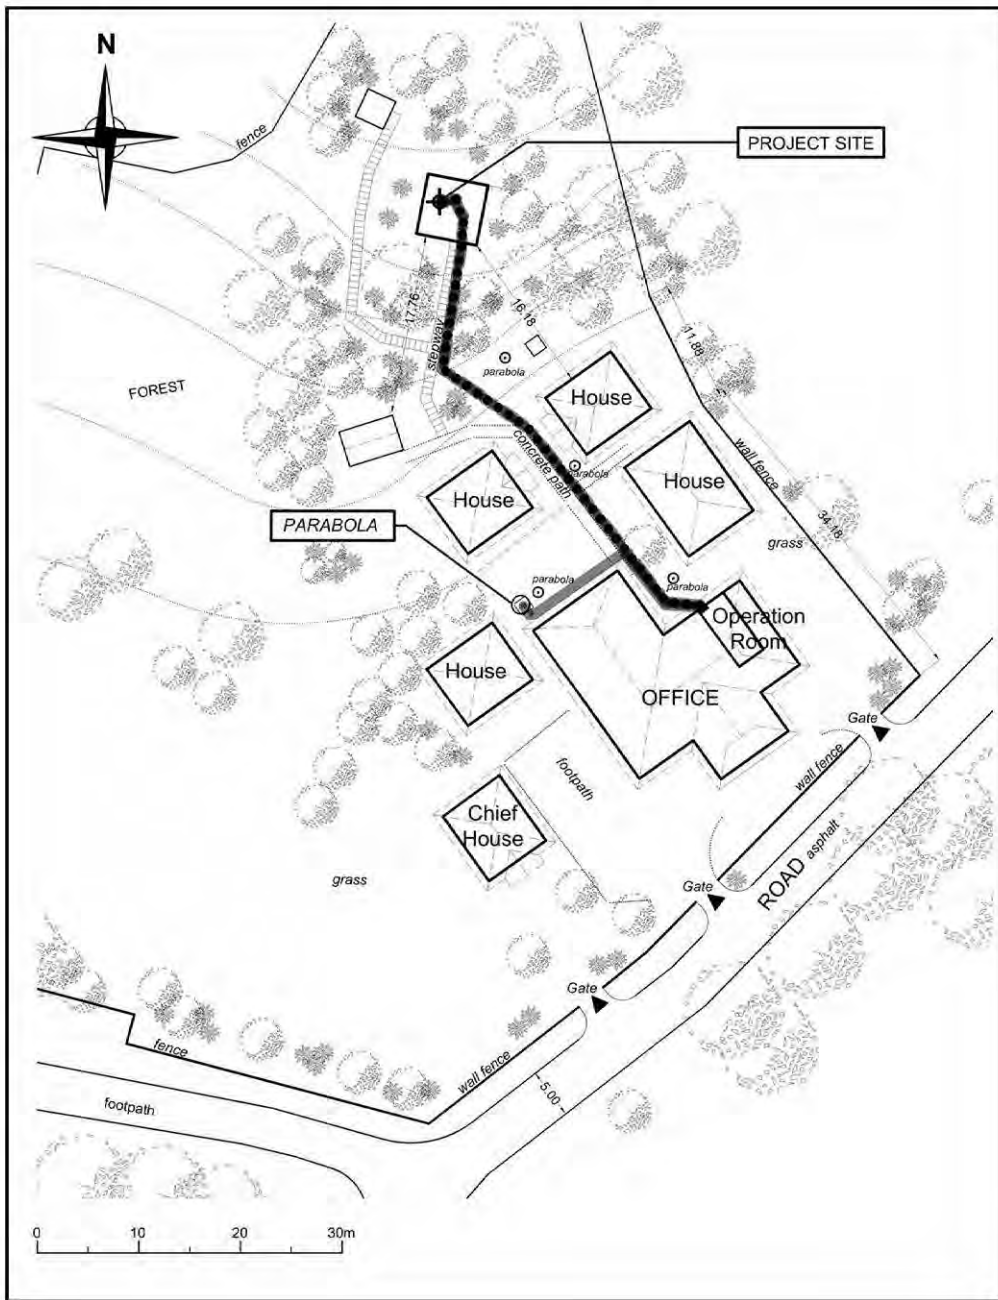 N
fence
PROJECT SITE
17.76
16.18
11.88
stepway
parabola
FOREST
House
concrete path
wall fence
parabola
House
House
PARABOLA
34.18
grass
parabola
parabola
Operation
Room
House
OFFICE
Gate
footpath
wall fence
Chief
House
asphalt
grass
ROAD
Gate
Gate
fence
wall fence
5.00
footpath
0
10
20
30m